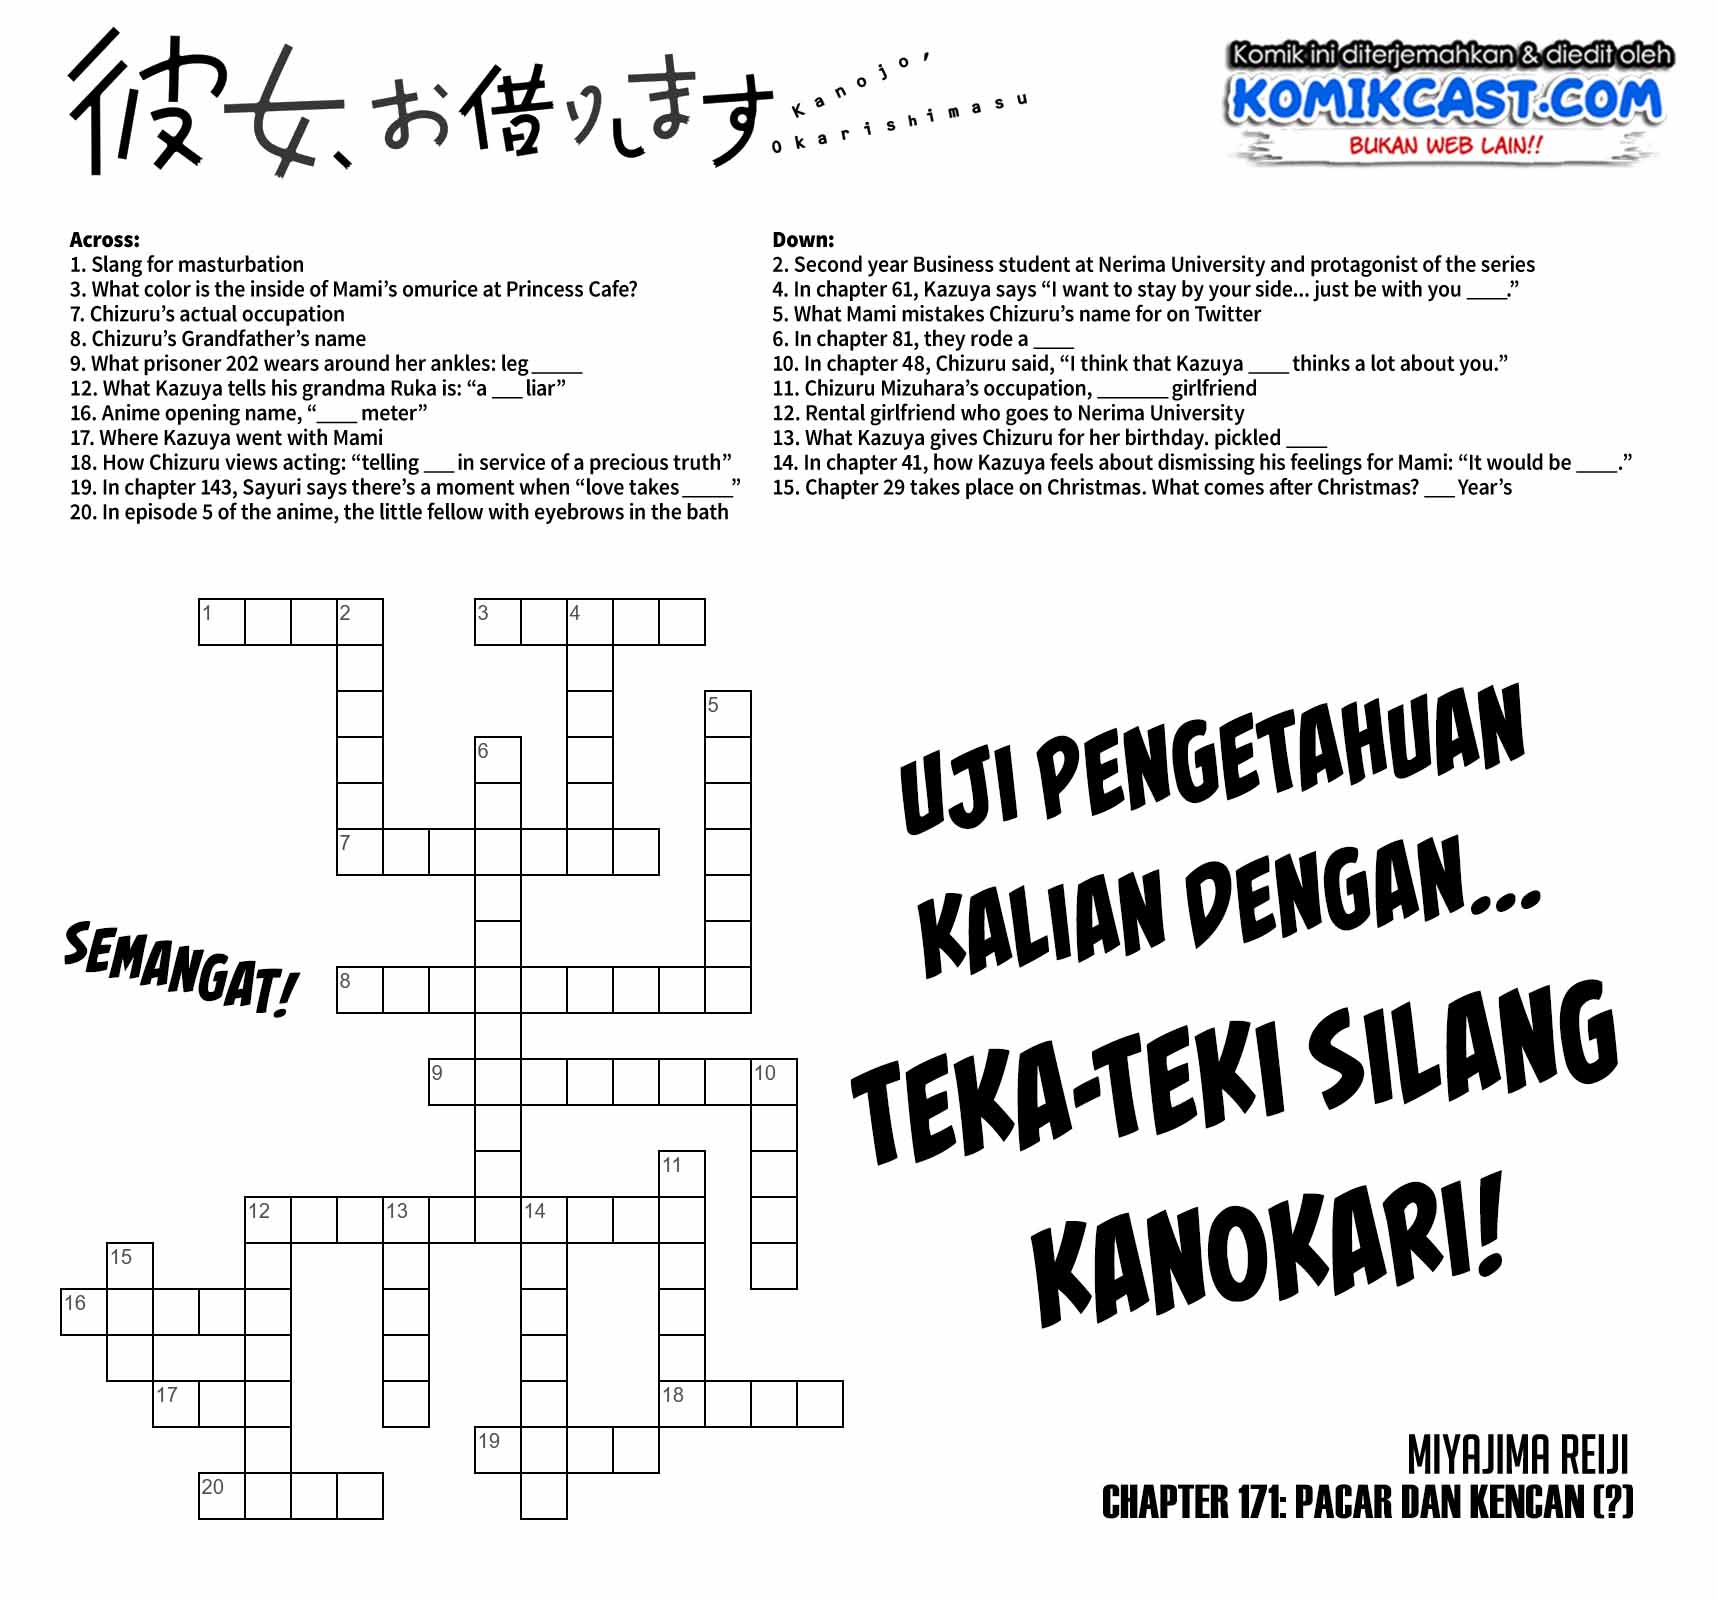 彼女、お借りします
Kanojo,
Okarishimasu
Komik ini diterjemahkan & diedit oleh
KOMIKCAST.COM
BUKAN WEB LAIN!!
Across:
1. Slang for masturbation
3. What color is the inside of Mami’s omurice at Princess Cafe?
7. Chizuru’s actual occupation
8. Chizuru’s Grandfather’s name
9. What prisoner 202 wears around her ankles: leg _____
12. What Kazuya tells his grandma Ruka is: “a ___ liar”
16. Anime opening name, “____ meter”
17. Where Kazuya went with Mami
18. How Chizuru views acting: “telling ___ in service of a precious truth”
19. In chapter 143, Sayuri says there’s a moment when “love takes _____”
20. In episode 5 of the anime, the little fellow with eyebrows in the bath
Down:
2. Second year Business student at Nerima University and protagonist of the series
4. In chapter 61, Kazuya says “I want to stay by your side... just be with you ____.”
5. What Mami mistakes Chizuru’s name for on Twitter
6. In chapter 81, they rode a ____
10. In chapter 48, Chizuru said, “I think that Kazuya ____ thinks a lot about you.”
11. Chizuru Mizuhara’s occupation, _______ girlfriend
12. Rental girlfriend who goes to Nerima University
13. What Kazuya gives Chizuru for her birthday. pickled ____
14. In chapter 41, how Kazuya feels about dismissing his feelings for Mami: “It would be ____.”
15. Chapter 29 takes place on Christmas. What comes after Christmas? ___ Year’s
1 2 3 4
5
6
7
8
9 10
11
12 13 14
15
16
17 18
19
20
SEMANGAT!
UJI PENGETAHUAN
KALIAN DENGAN...
TEKA-TEKI SILANG
KANOKARI!
MIYAJIMA REIJI
CHAPTER 171: PACAR DAN KENCAN (?)